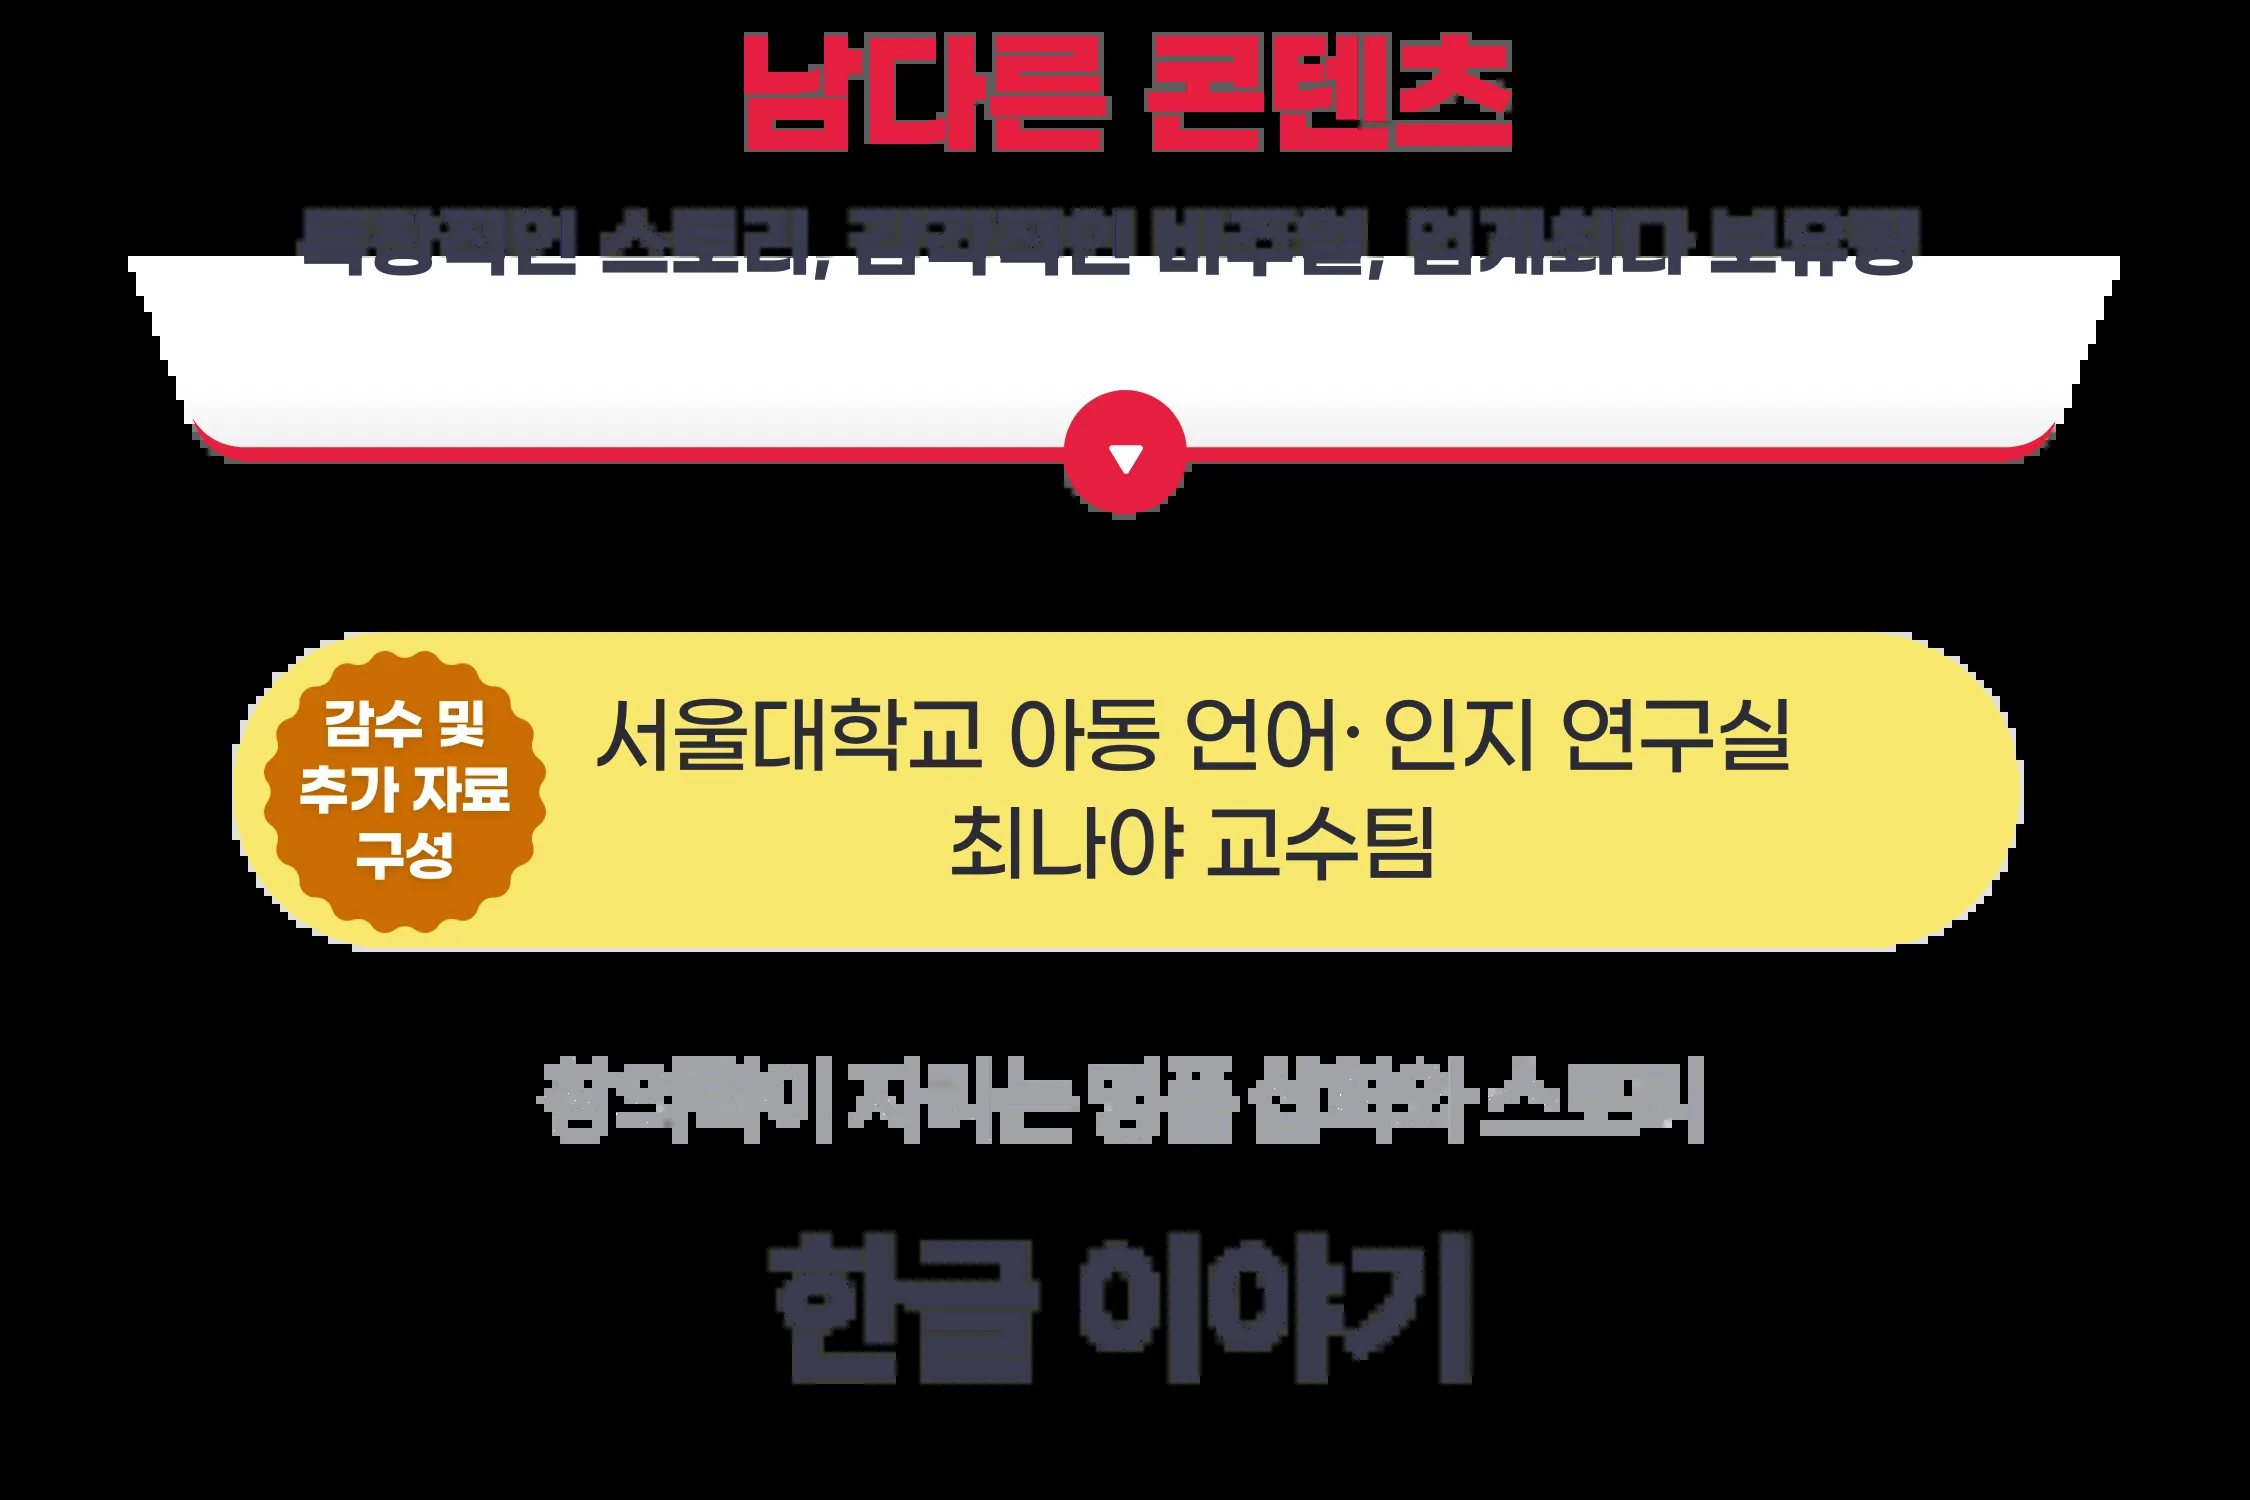 남다른 콘텐츠
독창적인 스토리, 감각적인 비주얼, 업계최다 보유량
감수 및
추가 자료
구성
서울대학교 아동 언어· 인지 연구실
최나야 교수팀
창의력이 자라는 명품 삽화와 스토리
한글 이야기